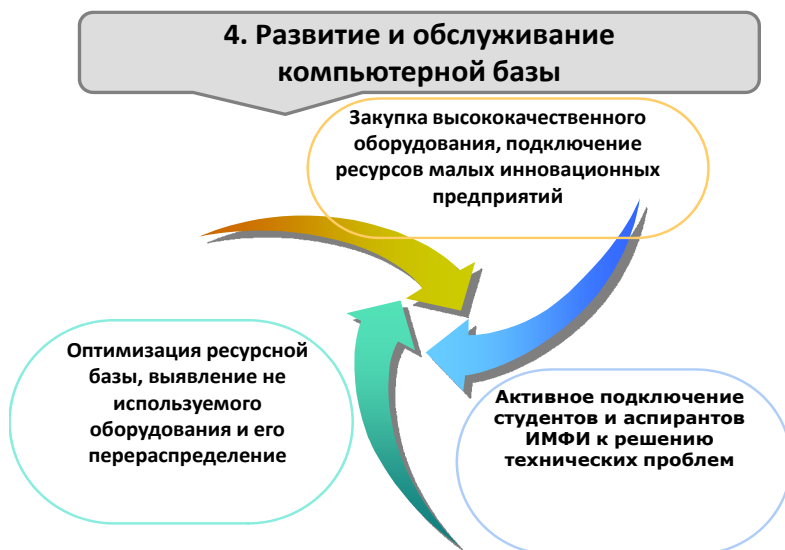 4. Развитие и обслуживание
компьютерной базы
Закупка высококачественного
оборудования, подключение
ресурсов малых инновационных
предприятий
Оптимизация ресурсной
базы, выявление не
используемого
оборудования и его
перераспределение
Активное подключение
студентов и аспирантов
ИМФИ к решению
технических проблем